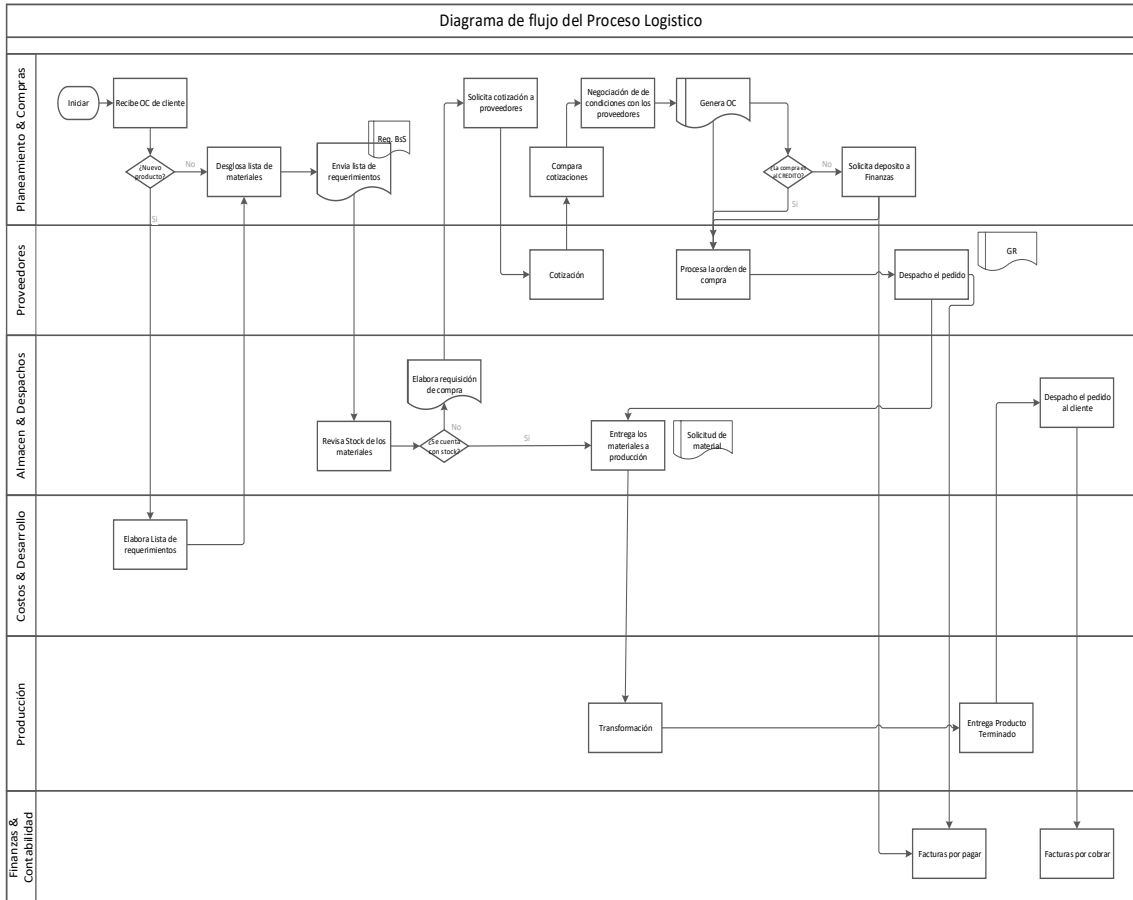 Diagrama de flujo del Proceso Logistico
Planeamiento & Compras
Iniciar
Recibe OC de cliente
¿Nuevo
producto?
No
Si
Desglosa lista de
materiales
Envia lista de
requerimientos
Req. BsS
Solicita cotización a
proveedores
Compara
cotizaciones
Negociación de de
condiciones con los
proveedores
Genera OC
¿La compra es
al CREDITO?
No
Si
Solicita deposito a
Finanzas
Proveedores
Cotización
Procesa la orden de
compra
Despacho el pedido
GR
Almacen & Despachos
Revisa Stock de los
materiales
Elabora requisición
de compra
No
¿Se cuenta
con stock?
Si
Entrega los
materiales a
producción
Solicitud de
material
Despacho el pedido
al cliente
Costos & Desarrollo
Elabora Lista de
requerimientos
Producción
Transformación
Entrega Producto
Terminado
Finanzas &
Contabilidad
Facturas por pagar
Facturas por cobrar